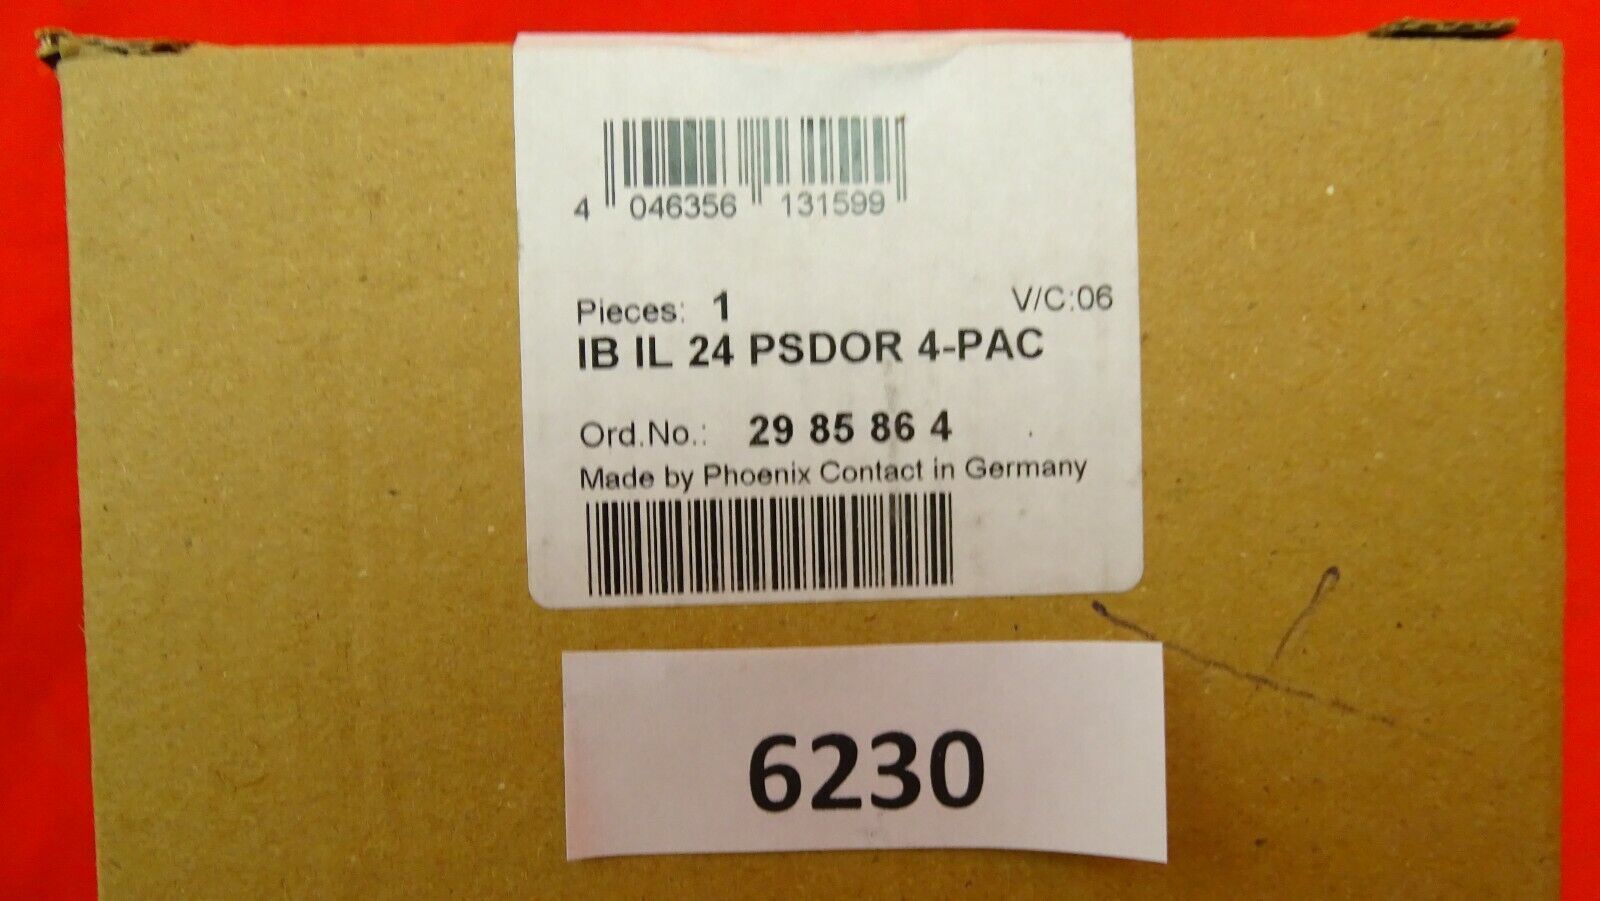 4 046356 131599
Pieces: 1 V/C:06
IB IL 24 PSDOR 4-PAC
Ord.No.: 29 85 86 4
Made by Phoenix Contact in Germany
6230